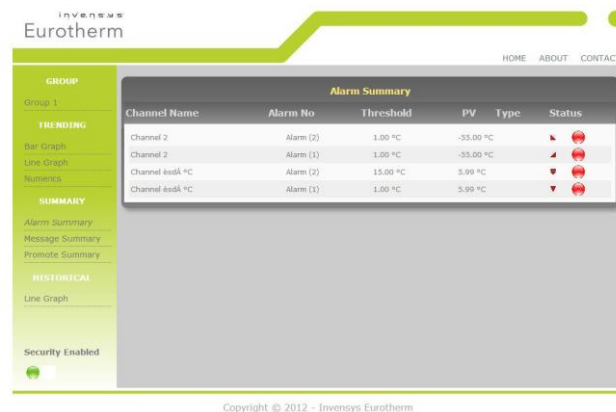 invensys
Eurotherm
HOME ABOUT CONTAC
GROUP
Group 1
TRENDING
Bar Graph
Line Graph
Numerics
SUMMARY
Alarm Summary
Message Summary
Promote Summary
HISTORICAL
Line Graph
Security Enabled
Alarm Summary
Channel Name Alarm No Threshold PV Type Status
Channel 2 Alarm (2) 1.00 °C -55.00 °C
Channel 2 Alarm (1) 1.00 °C -55.00 °C
Channel èsdÂ °C Alarm (2) 15.00 °C 5.99 °C
Channel èsdÂ °C Alarm (1) 1.00 °C 5.99 °C
Copyright © 2012 - Invensys Eurotherm